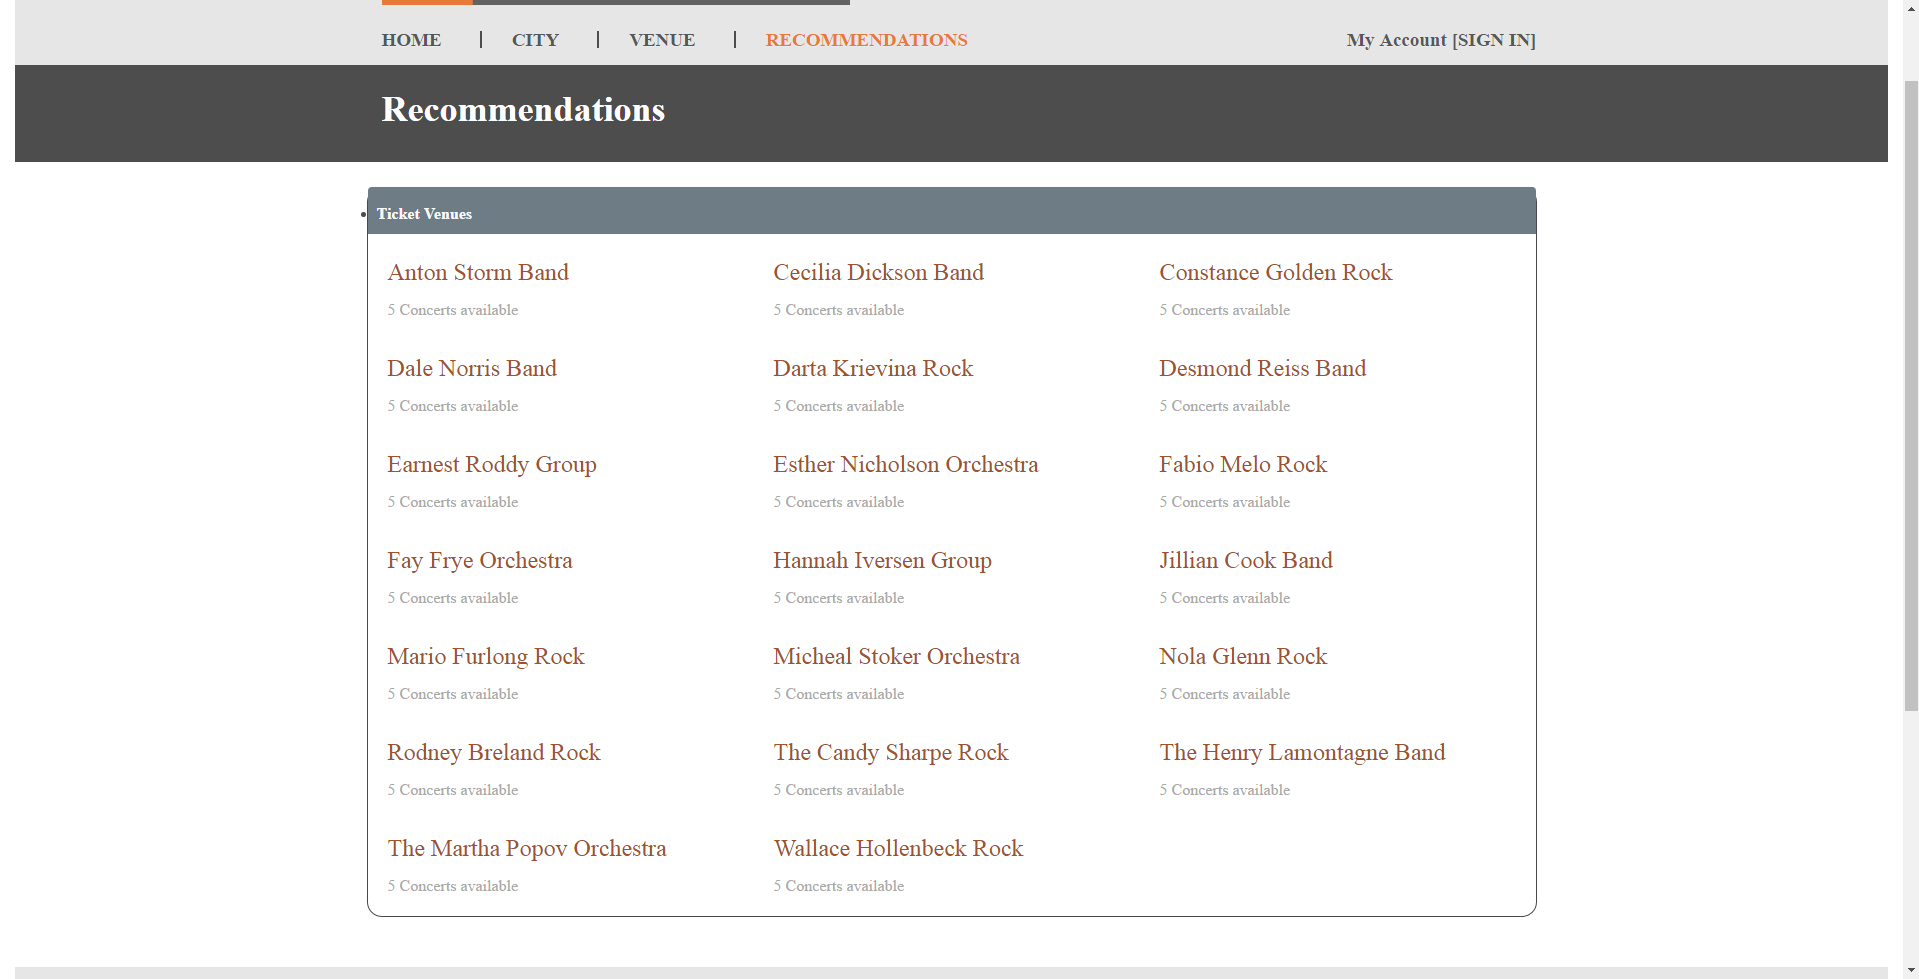 HOME | CITY | VENUE | RECOMMENDATIONS My Account [SIGN IN]
Recommendations
• Ticket Venues
Anton Storm Band Cecilia Dickson Band Constance Golden Rock
5 Concerts available 5 Concerts available 5 Concerts available
Dale Norris Band Darta Krievina Rock Desmond Reiss Band
5 Concerts available 5 Concerts available 5 Concerts available
Earnest Roddy Group Esther Nicholson Orchestra Fabio Melo Rock
5 Concerts available 5 Concerts available 5 Concerts available
Fay Frye Orchestra Hannah Iversen Group Jillian Cook Band
5 Concerts available 5 Concerts available 5 Concerts available
Mario Furlong Rock Micheal Stoker Orchestra Nola Glenn Rock
5 Concerts available 5 Concerts available 5 Concerts available
Rodney Breland Rock The Candy Sharpe Rock The Henry Lamontagne Band
5 Concerts available 5 Concerts available 5 Concerts available
The Martha Popov Orchestra Wallace Hollenbeck Rock
5 Concerts available 5 Concerts available